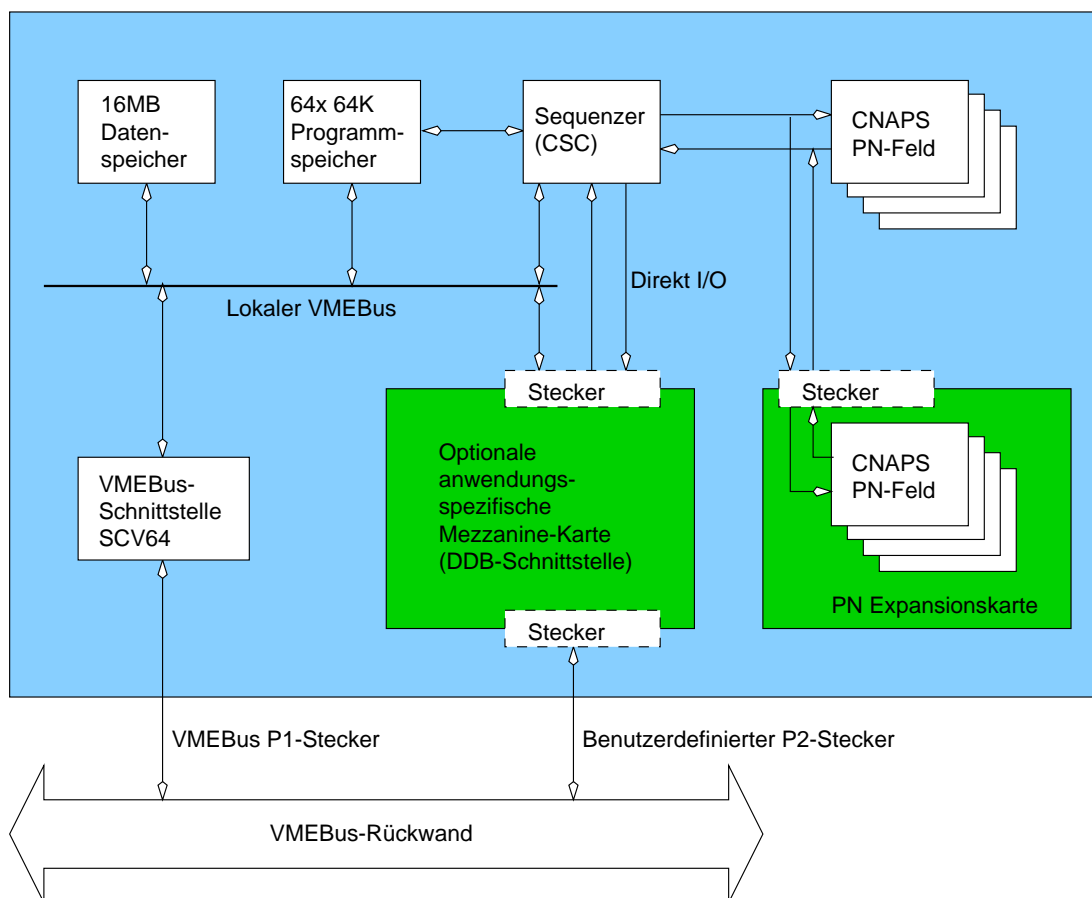 16MB
Daten-
speicher
64x 64K
Programm-
speicher
Sequenzer
(CSC)
CNAPS
PN-Feld
Direkt I/O
Lokaler VMEBus
Stecker
Stecker
Optionale
anwendungs-
spezifische
Mezzanine-Karte
(DDB-Schnittstelle)
CNAPS
PN-Feld
VMEBus-
Schnittstelle
SCV64
PN Expansionskarte
Stecker
VMEBus P1-Stecker
Benutzerdefinierter P2-Stecker
VMEBus-Rückwand